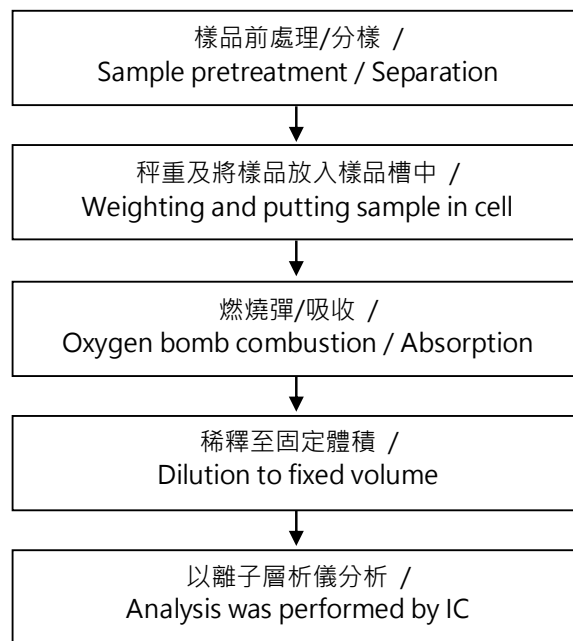 樣品前處理/分樣 /
Sample pretreatment / Separation
秤重及將樣品放入樣品槽中 /
Weighting and putting sample in cell
燃燒彈/吸收 /
Oxygen bomb combustion / Absorption
稀釋至固定體積 /
Dilution to fixed volume
以離子層析儀分析 /
Analysis was performed by IC